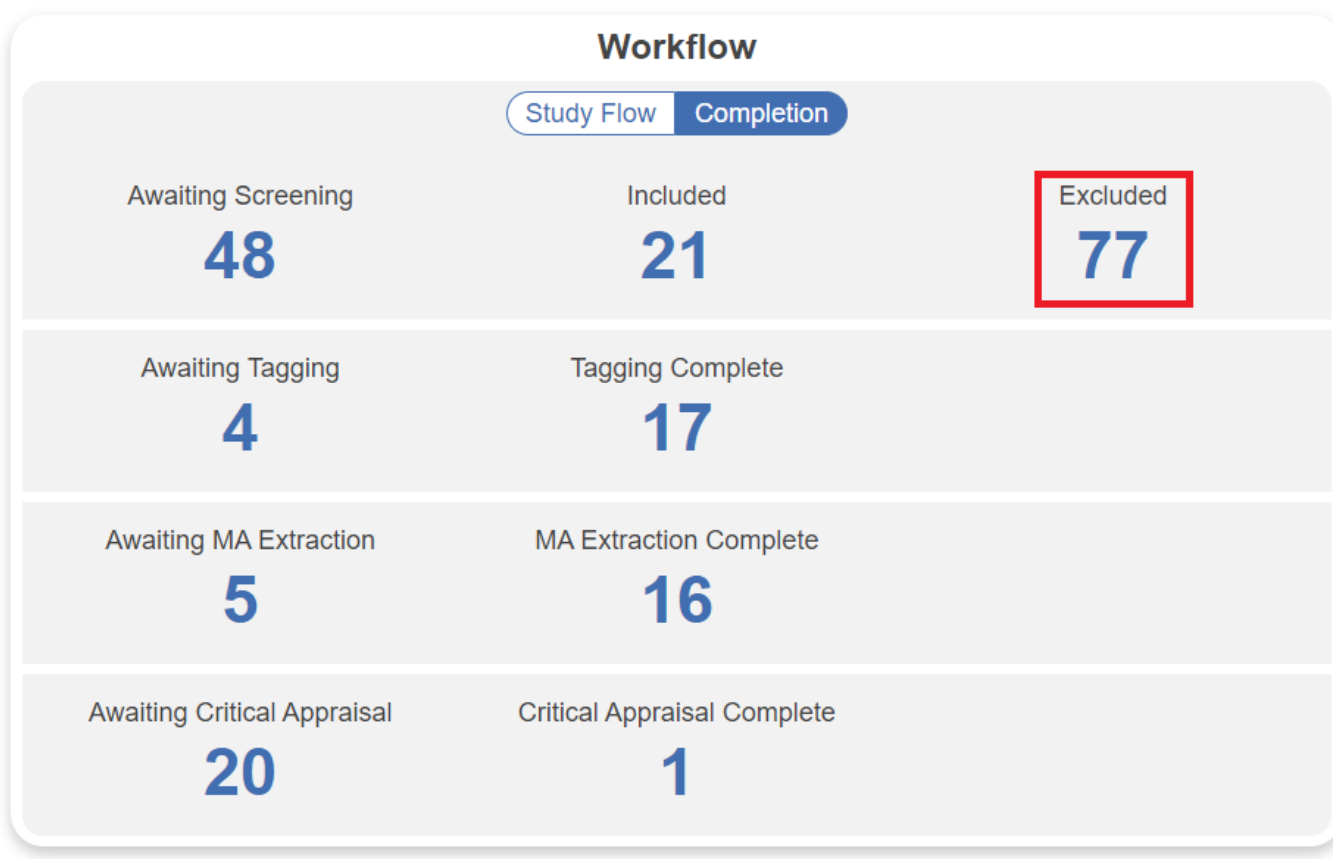 Workflow
Study Flow Completion
Awaiting Screening Included Excluded
48 21 77
Awaiting Tagging Tagging Complete
4 17
Awaiting MA Extraction MA Extraction Complete
5 16
Awaiting Critical Appraisal Critical Appraisal Complete
20 1